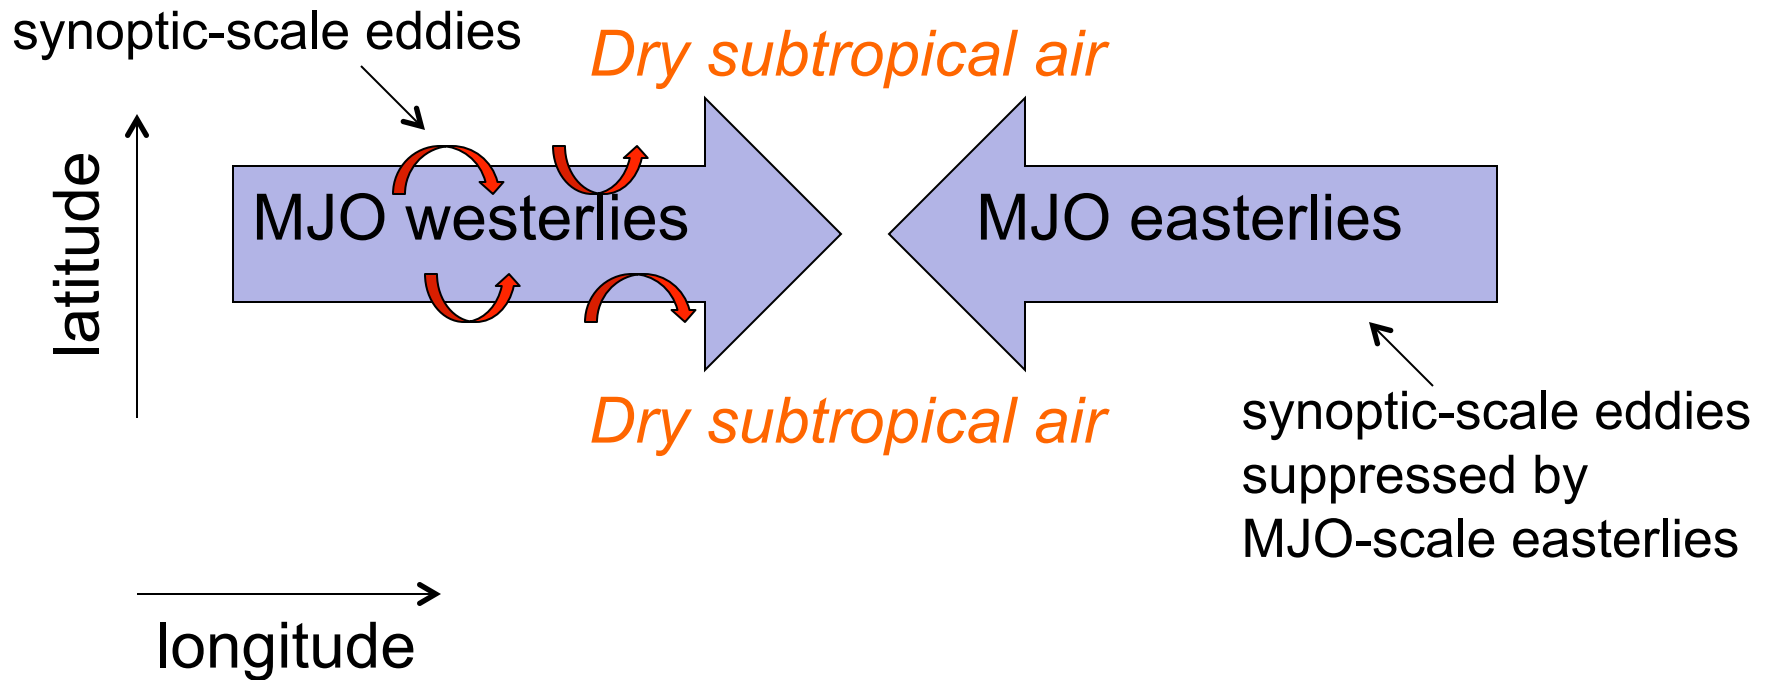 synoptic-scale eddies
Dry subtropical air
latitude
MJO westerlies
MJO easterlies
Dry subtropical air
synoptic-scale eddies
suppressed by
MJO-scale easterlies
longitude